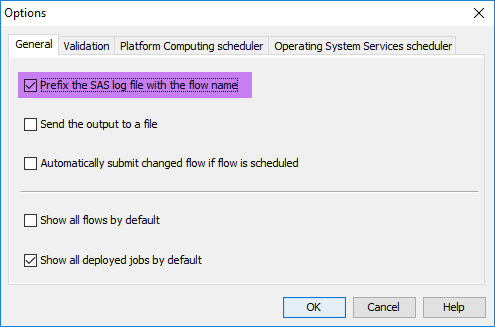 Options
General Validation Platform Computing scheduler Operating System Services scheduler
Prefix the SAS log file with the flow name
Send the output to a file
Automatically submit changed flow if flow is scheduled
Show all flows by default
Show all deployed jobs by default
OK Cancel Help